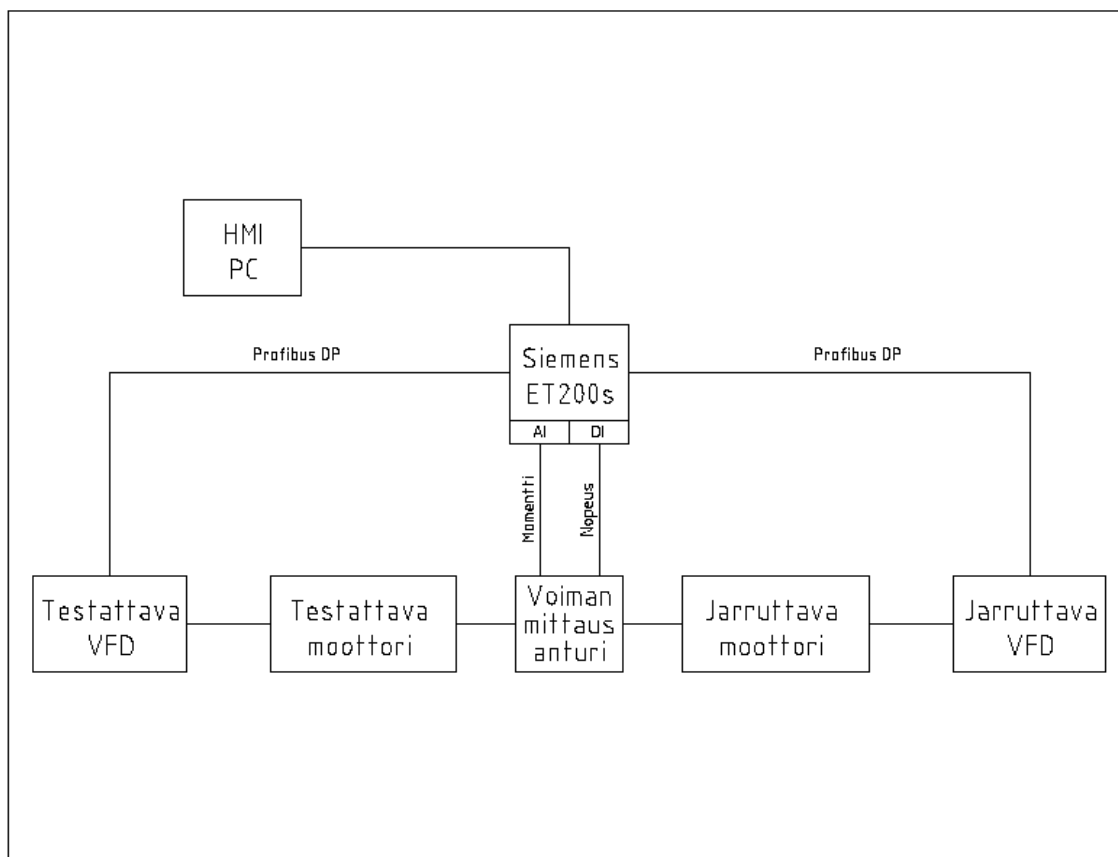 HMI
PC
Profibus DP
Siemens
ET200s
Profibus DP
AI
DI
Momentti
Nopeus
Testattava
VFD
Testattava
moottori
Voiman
mittaus
anturi
Jarruttava
moottori
Jarruttava
VFD